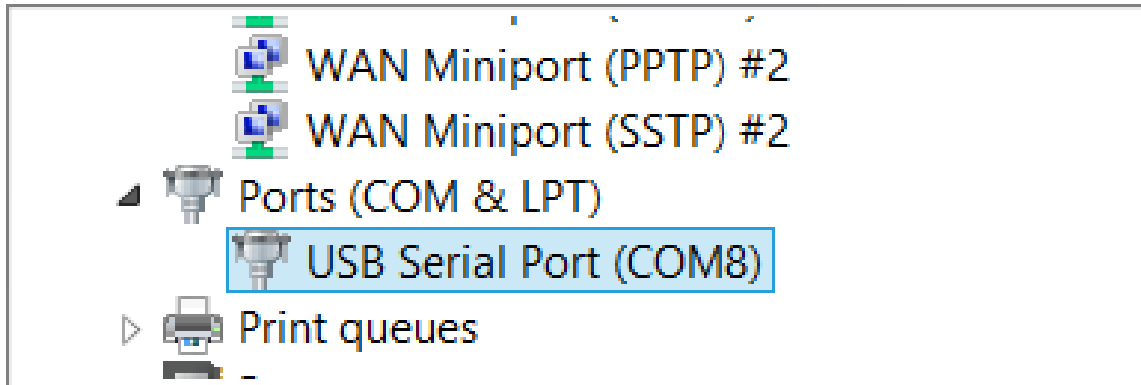 WAN Miniport (PPTP) #2
WAN Miniport (SSTP) #2
Ports (COM & LPT)
USB Serial Port (COM8)
Print queues